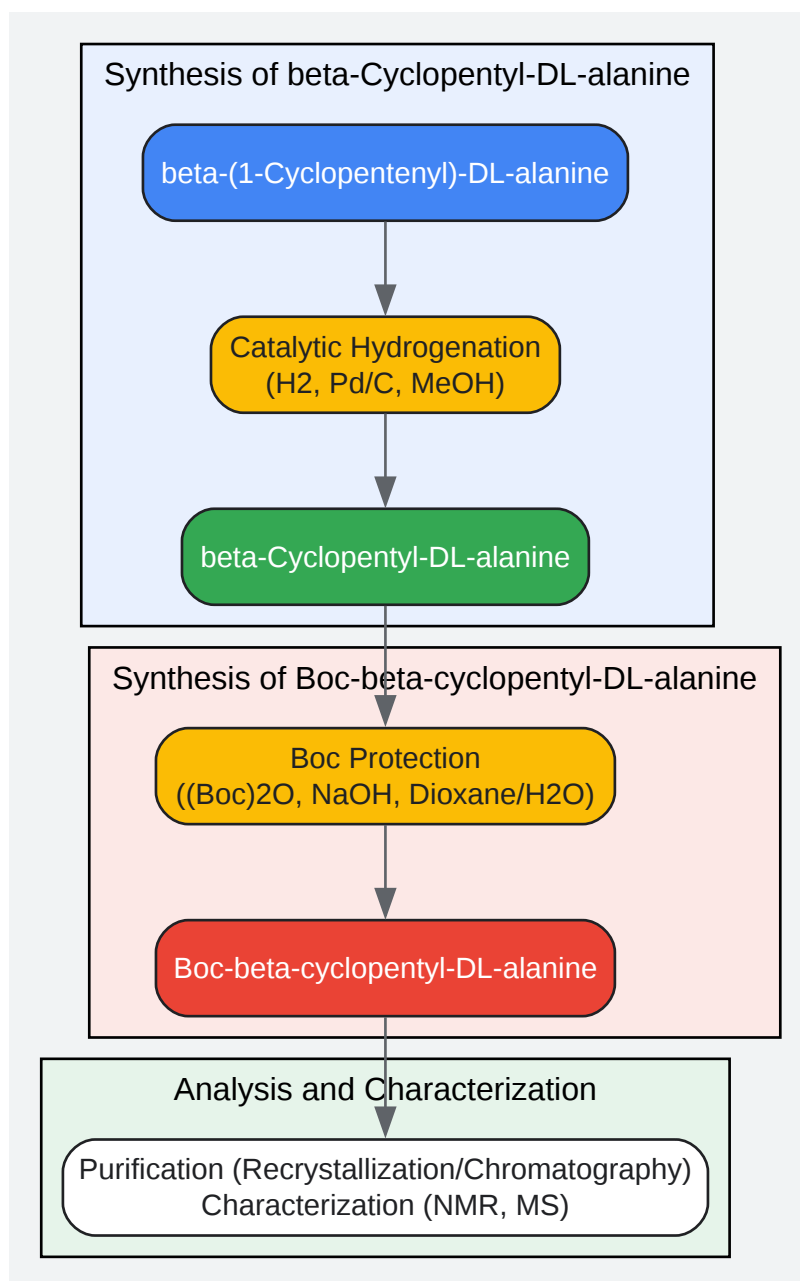 Synthesis of beta-Cyclopentyl-DL-alanine
beta-(1-Cyclopentenyl)-DL-alanine
Catalytic Hydrogenation
(H2, Pd/C, MeOH)
beta-Cyclopentyl-DL-alanine
Synthesis of Boc-beta-cyclopentyl-DL-alanine
Boc Protection
((Boc)2O, NaOH, Dioxane/H2O)
Boc-beta-cyclopentyl-DL-alanine
Analysis and Characterization
Purification (Recrystallization/Chromatography)
Characterization (NMR, MS)